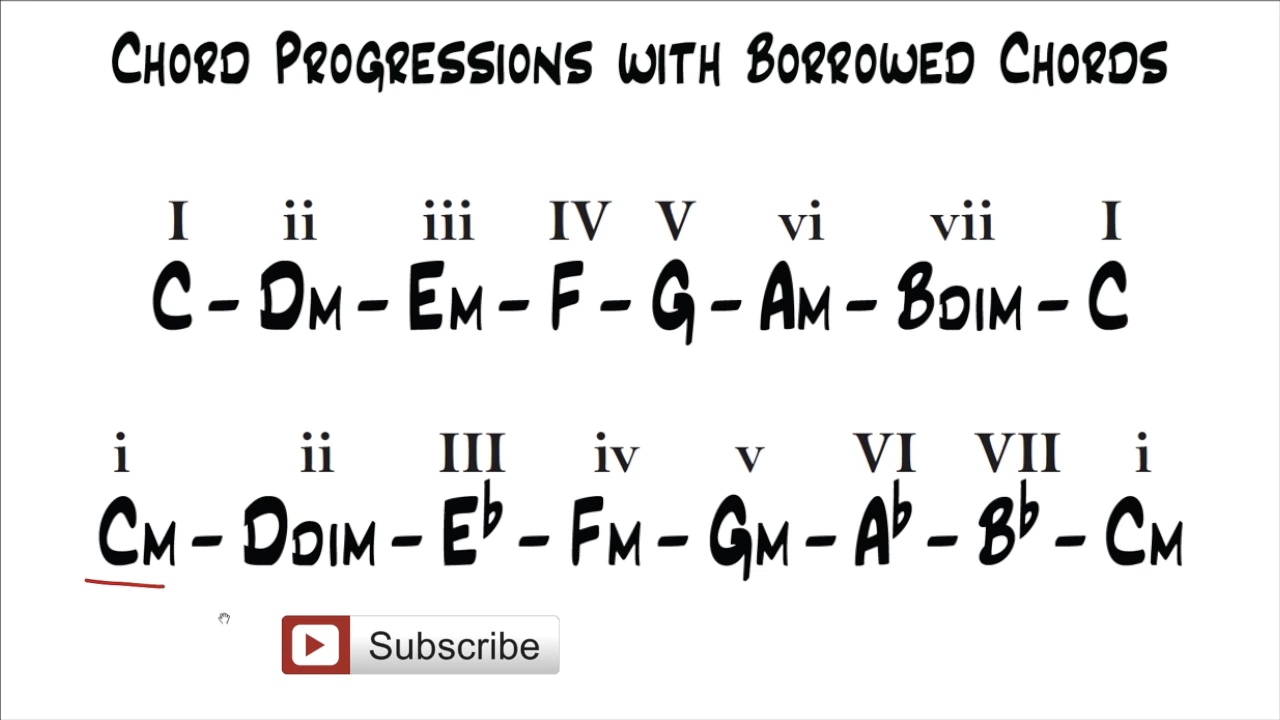 Chord Progressions with Borrowed Chords
I ii iii IV V vi vii I
C - Dm - Em - F - G - Am - Bdim - C
i ii III iv v VI VII i
Cm - Ddim - E♭ - Fm - Gm - A♭ - B♭ - Cm
Subscribe